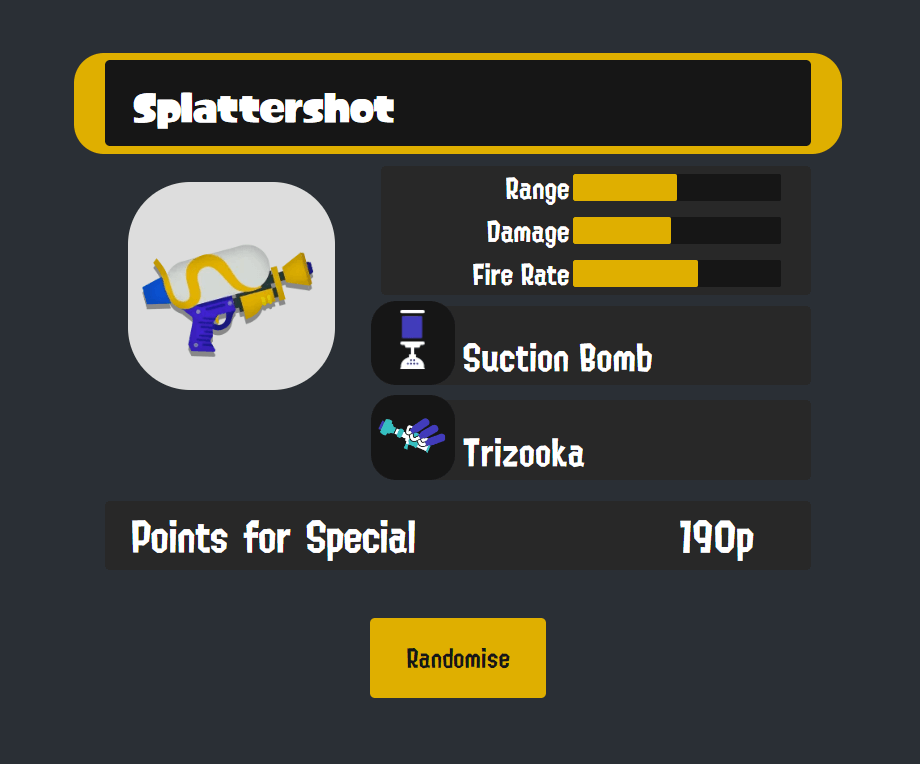 Splattershot
Range
Damage
Fire Rate
Suction Bomb
Trizooka
Points for Special 190p
Randomise